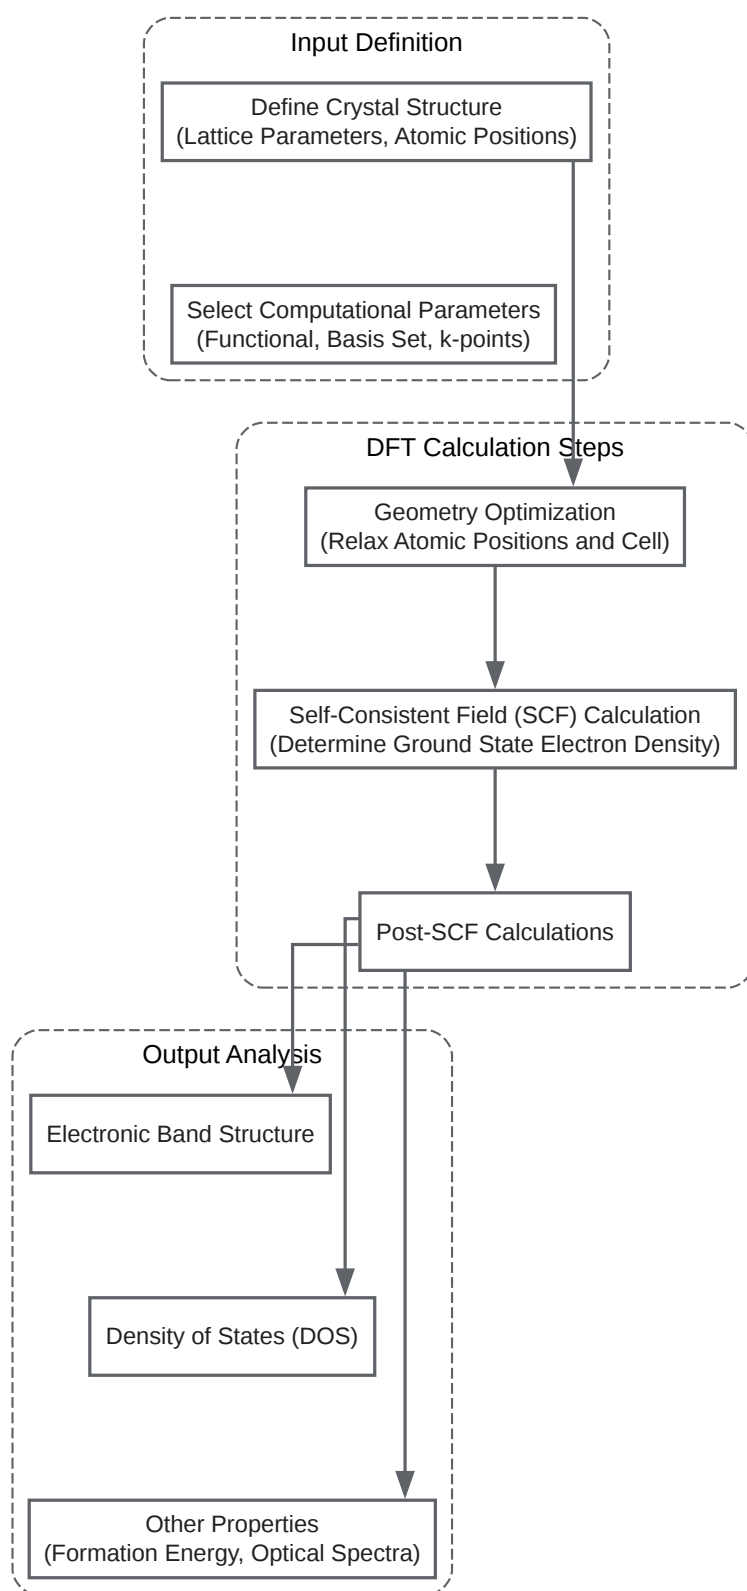 Input Definition
Define Crystal Structure
(Lattice Parameters, Atomic Positions)
Select Computational Parameters
(Functional, Basis Set, k-points)
DFT Calculation Steps
Geometry Optimization
(Relax Atomic Positions and Cell)
Self-Consistent Field (SCF) Calculation
(Determine Ground State Electron Density)
Post-SCF Calculations
Output Analysis
Electronic Band Structure
Density of States (DOS)
Other Properties
(Formation Energy, Optical Spectra)